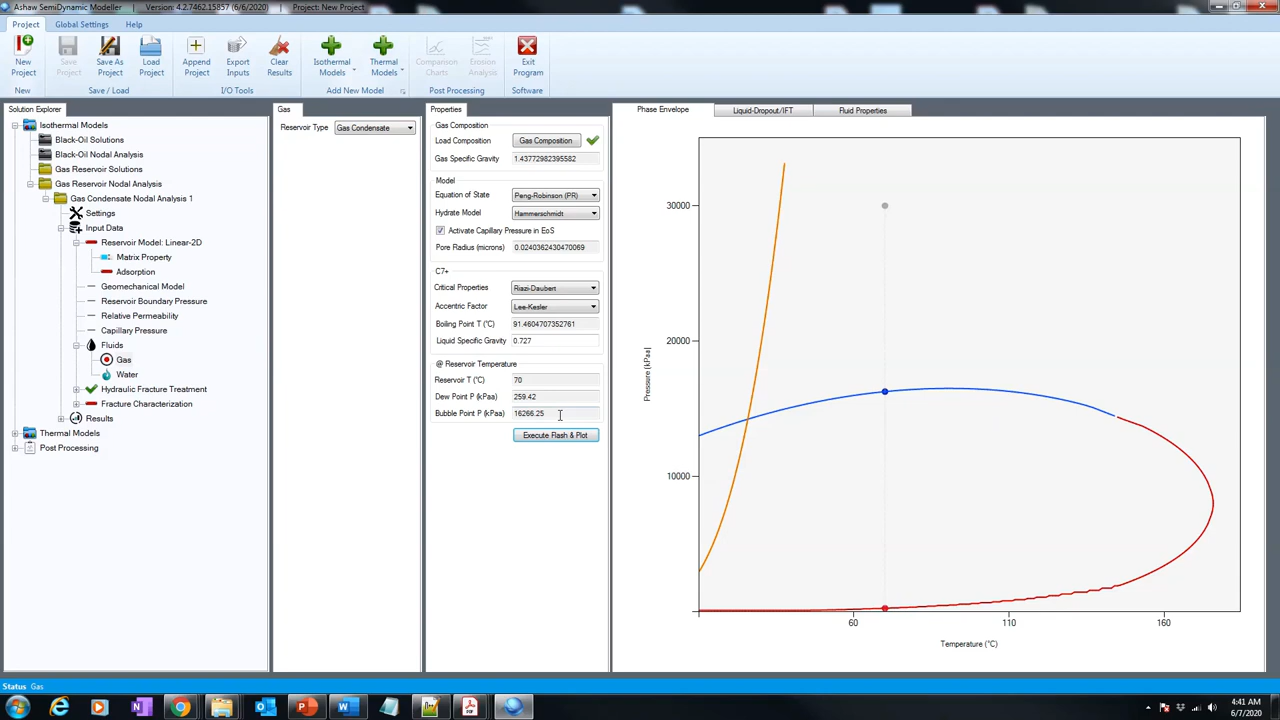 Ashaw SemiDynamic Modeller | Version: 4.2.7462.15857 (6/6/2020) | Project: New Project
Project Global Settings Help
New Project
Save Project
Save As Project
Load Project
Append Project
Export Inputs
Clear Results
Isothermal Models
Thermal Models
Comparison Charts
Erosion Analysis
Exit Program
New
Save / Load
I/O Tools
Add New Model
Post Processing
Software
Solution Explorer
Isothermal Models
Black-Oil Solutions
Black-Oil Nodal Analysis
Gas Reservoir Solutions
Gas Reservoir Nodal Analysis
Gas Condensate Nodal Analysis 1
Settings
Input Data
Reservoir Model: Linear-2D
Matrix Property
Adsorption
Geomechanical Model
Reservoir Boundary Pressure
Relative Permeability
Capillary Pressure
Fluids
Gas
Water
Hydraulic Fracture Treatment
Fracture Characterization
Results
Thermal Models
Post Processing
Gas
Reservoir Type Gas Condensate
Properties
Gas Composition
Load Composition Gas Composition
Gas Specific Gravity 1.43772982395582
Model
Equation of State Peng-Robinson (PR)
Hydrate Model Hammerschmidt
Activate Capillary Pressure in EoS
Pore Radius (microns) 0.0240362430470069
C7+
Critical Properties Riazi-Daubert
Accentric Factor Lee-Kesler
Boiling Point T (°C) 91.4604707352761
Liquid Specific Gravity 0.727
@ Reservoir Temperature
Reservoir T (°C) 70
Dew Point P (kPaa) 259.42
Bubble Point P (kPaa) 16266.25
Execute Flash & Plot
Phase Envelope Liquid-Dropout/IFT Fluid Properties
30000
20000
10000
Pressure (kPaa)
60 110 160
Temperature (°C)
Status Gas
4:41 AM
6/7/2020